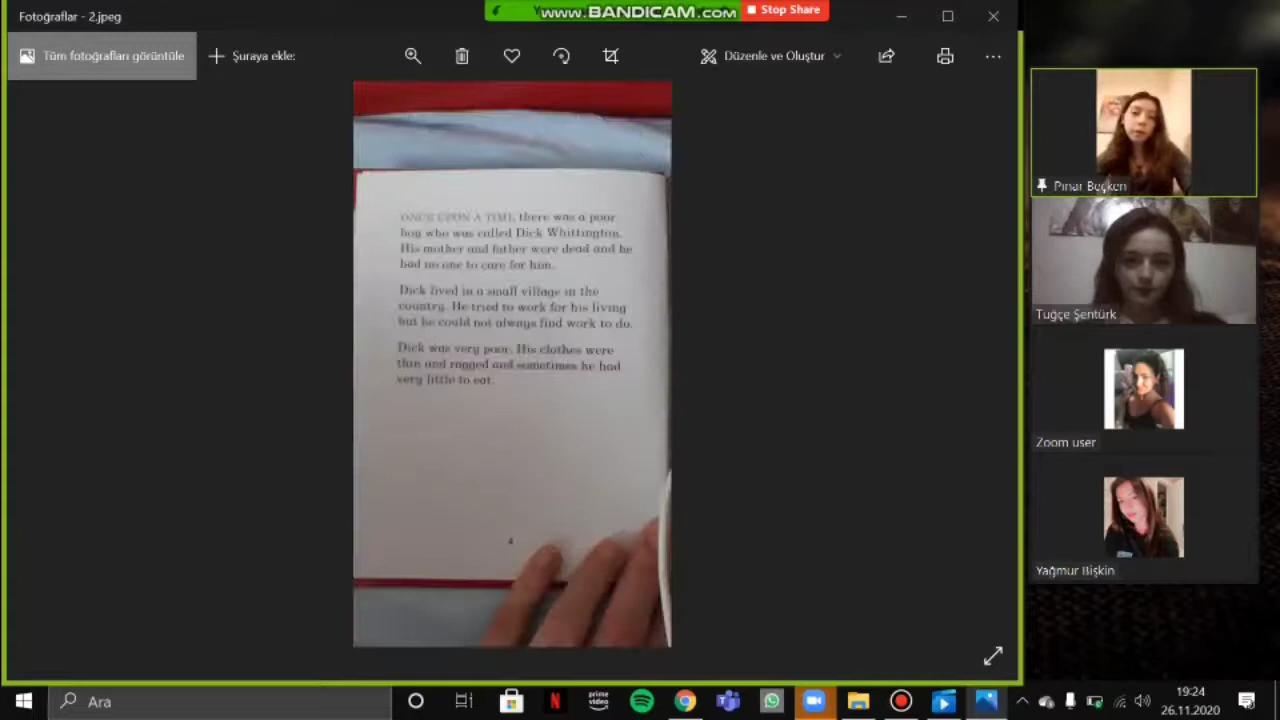 Fotoğraflar - 2.jpeg
www.BANDICAM.com
Stop Share
Tüm fotoğrafları görüntüle
Şuraya ekle:
Düzenle ve Oluştur
ONCE UPON A TIME there was a poor
boy who was called Dick Whittington.
His mother and father were dead and he
had no one to care for him.
Dick lived in a small village in the
country. He tried to work for his living
but he could not always find work to do.
Dick was very poor. His clothes were
thin and ragged and sometimes he had
very little to eat.
4
Pınar Beçken
Tuğçe Şentürk
Zoom user
Yağmur Bişkin
Ara
prime
video
19:24
26.11.2020